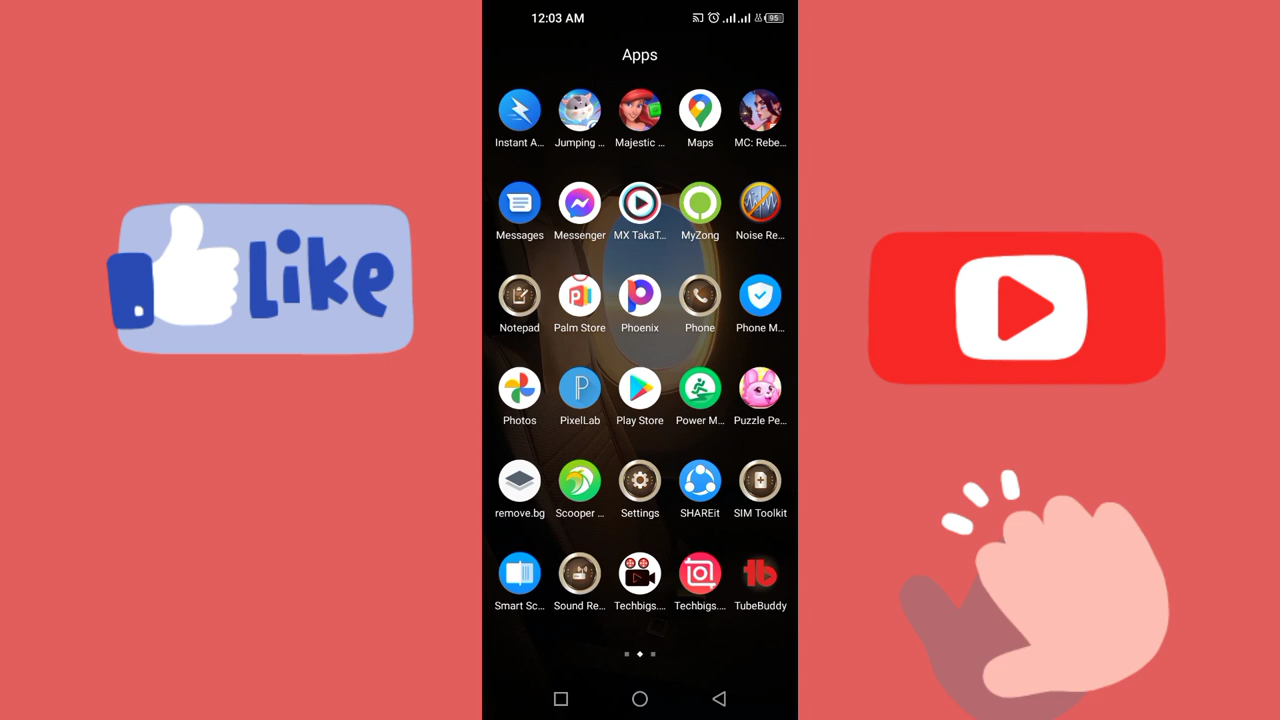 12:03 AM 95
Apps
Like
Instant A... Jumping ... Majestic ... Maps MC: Rebe...
Messages Messenger MX TakaT... MyZong Noise Re...
Notepad Palm Store Phoenix Phone Phone M...
Photos PixelLab Play Store Power M... Puzzle Pe...
remove.bg Scooper ... Settings SHAREit SIM Toolkit
Smart Sc... Sound Re... Techbigs.... Techbigs.... TubeBuddy